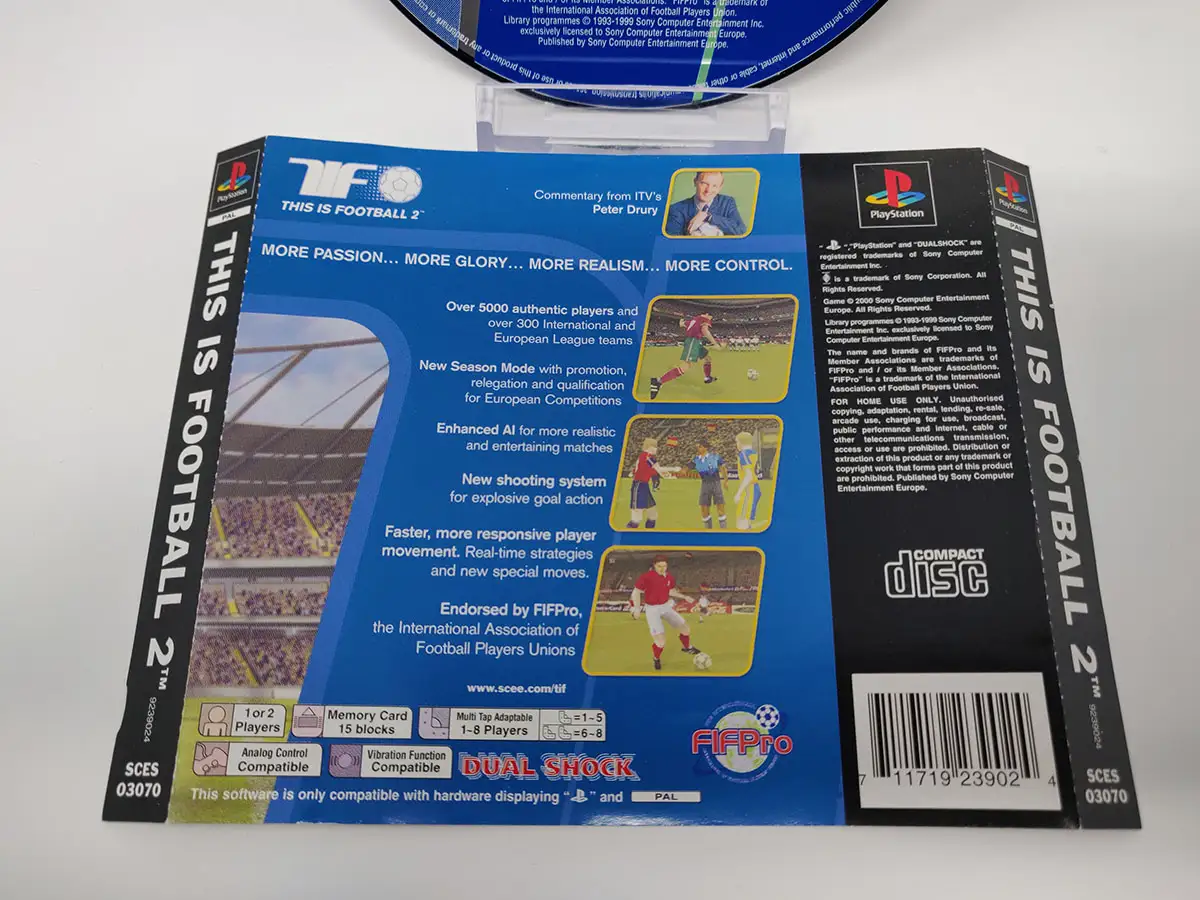 of FIFPro and / or its Member Associations. "FIFPro" is a trademark of
the International Association of Football Players Union.
Library programmes © 1993-1999 Sony Computer Entertainment Inc.
exclusively licensed to Sony Computer Entertainment Europe.
Published by Sony Computer Entertainment Europe.
public performance and internet, cable or other
PlayStation
PAL
THIS IS FOOTBALL 2™
9239024
SCES
03070
TIF
THIS IS FOOTBALL 2™
Commentary from ITV's
Peter Drury
MORE PASSION... MORE GLORY... MORE REALISM... MORE CONTROL.
Over 5000 authentic players and
over 300 International and
European League teams
New Season Mode with promotion,
relegation and qualification
for European Competitions
Enhanced AI for more realistic
and entertaining matches
New shooting system
for explosive goal action
Faster, more responsive player
movement. Real-time strategies
and new special moves.
Endorsed by FIFPro,
the International Association of
Football Players Unions
www.scee.com/tif
1 or 2
Players
Memory Card
15 blocks
Multi Tap Adaptable
1-8 Players
=1-5
=6-8
Analog Control
Compatible
Vibration Function
Compatible
DUAL SHOCK
FIFPro
This software is only compatible with hardware displaying " " and PAL
PlayStation
" ", "PlayStation" and "DUALSHOCK" are
registered trademarks of Sony Computer
Entertainment Inc.
is a trademark of Sony Corporation. All
Rights Reserved.
Game © 2000 Sony Computer Entertainment
Europe. All Rights Reserved.
Library programmes © 1993-1999 Sony Computer
Entertainment Inc. exclusively licensed to Sony
Computer Entertainment Europe.
The name and brands of FIFPro and its
Member Associations are trademarks of
FIFPro and / or its Member Associations.
"FIFPro" is a trademark of the International
Association of Football Players Union.
FOR HOME USE ONLY. Unauthorised
copying, adaptation, rental, lending, re-sale,
arcade use, charging for use, broadcast,
public performance and internet, cable or
other telecommunications transmission,
access or use are prohibited. Distribution or
extraction of this product or any trademark or
copyright work that forms part of this product
are prohibited. Published by Sony Computer
Entertainment Europe.
COMPACT
disc
7 11719 23902 4
PlayStation
PAL
THIS IS FOOTBALL 2™
9239024
SCES
03070